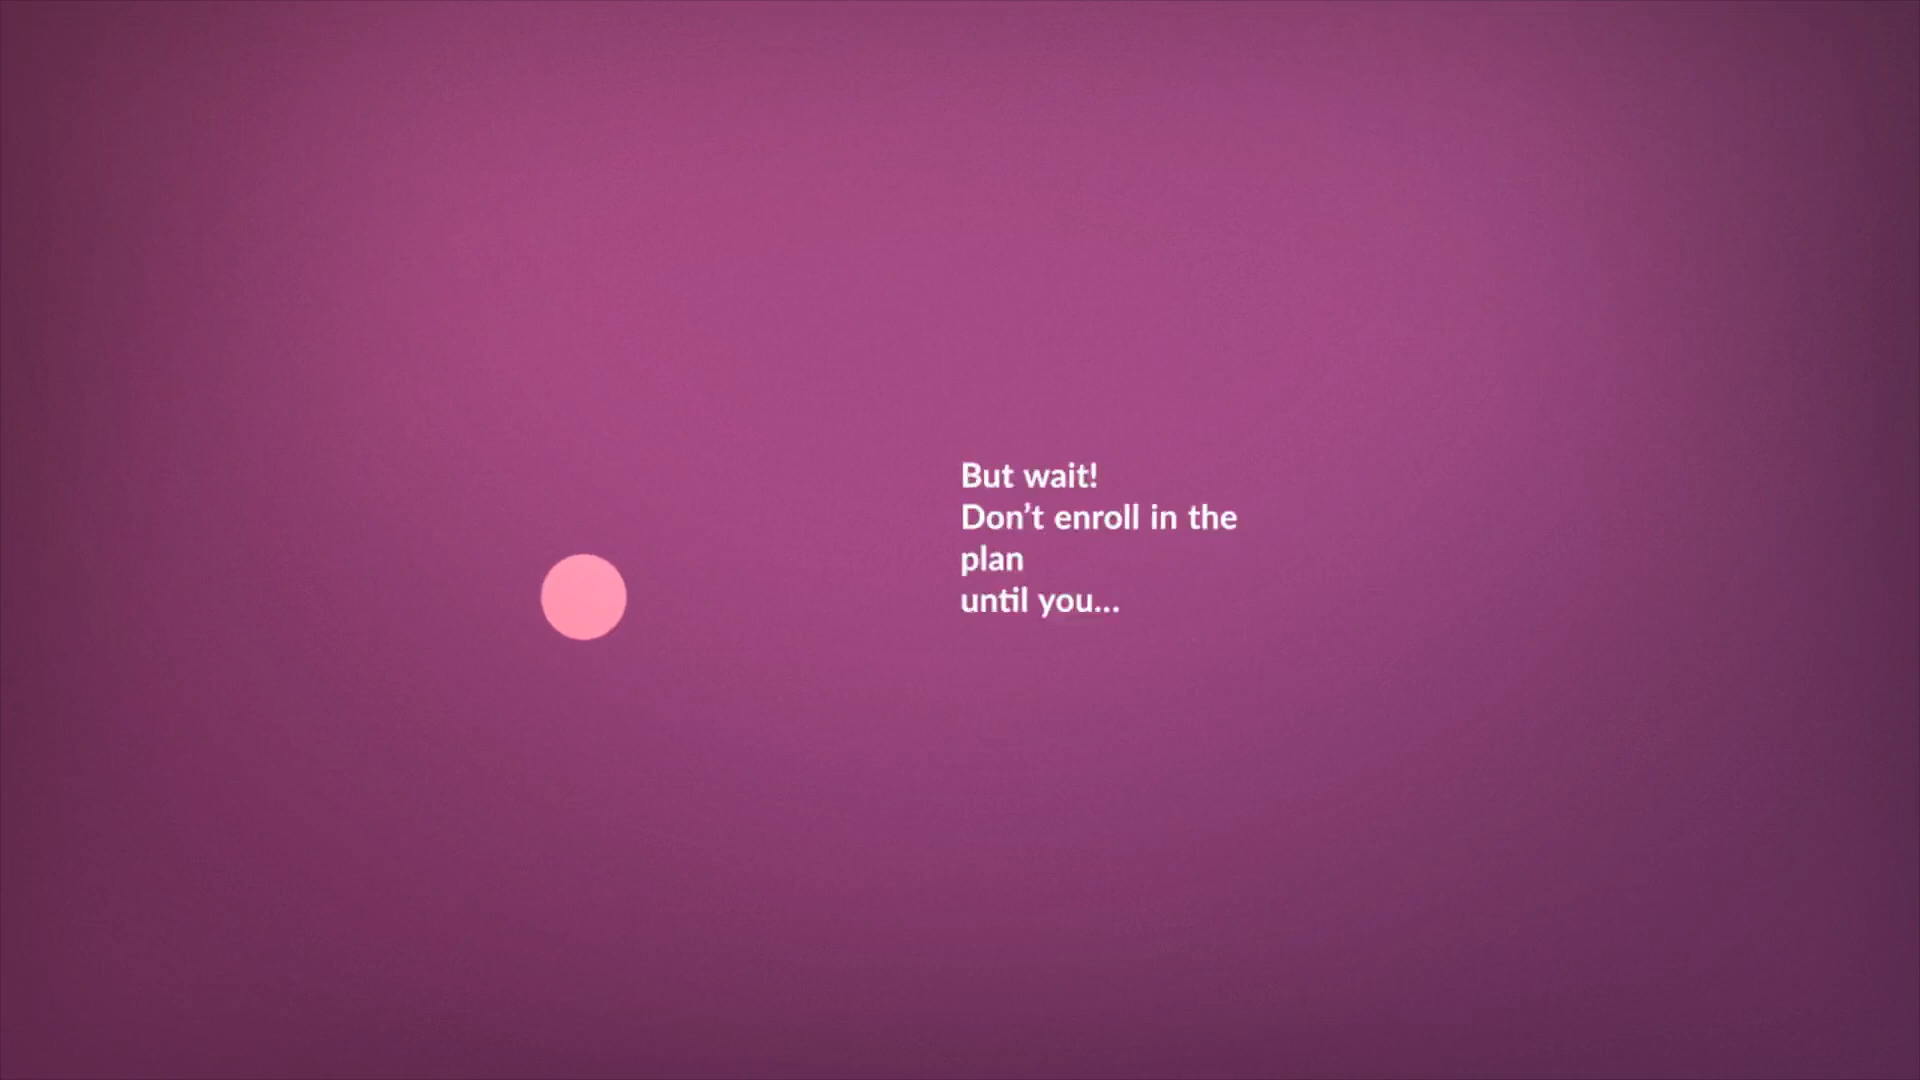 But wait!
Don’t enroll in the
plan
until you...